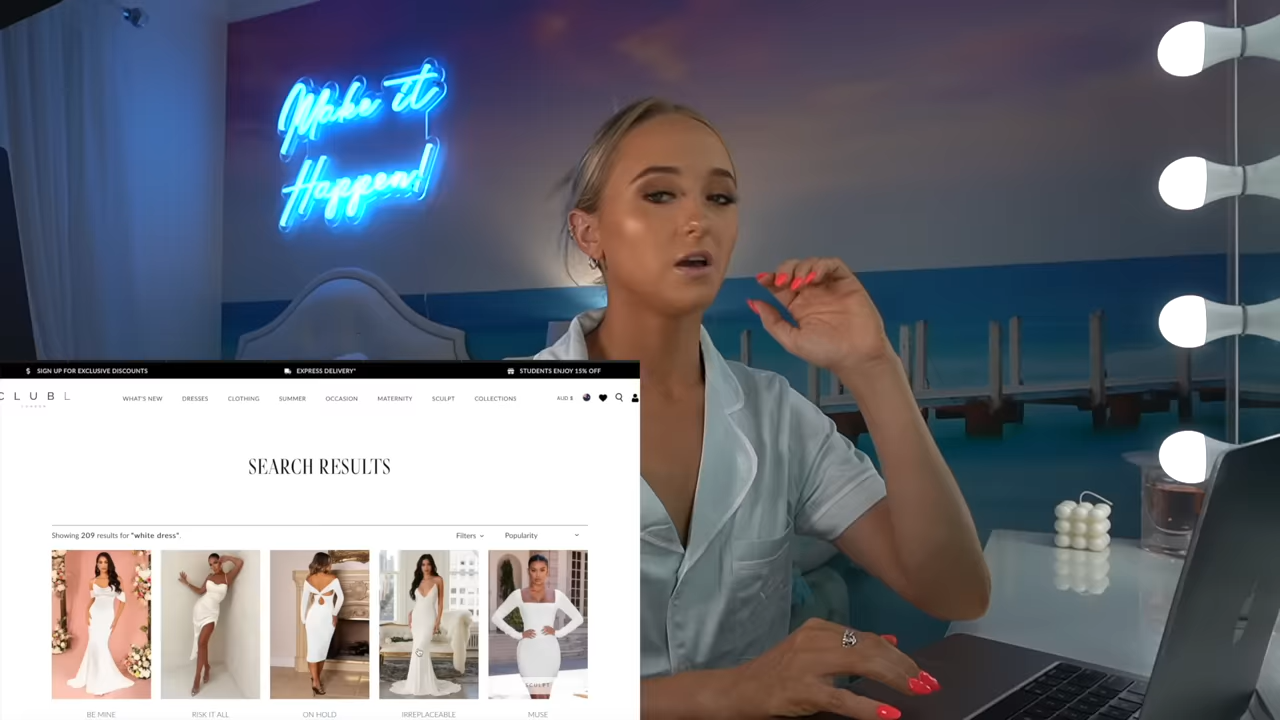 Make it
Happen!
SIGN UP FOR EXCLUSIVE DISCOUNTS
EXPRESS DELIVERY*
STUDENTS ENJOY 15% OFF
CLUB L
LONDON
WHAT'S NEW
DRESSES
CLOTHING
SUMMER
OCCASION
MATERNITY
SCULPT
COLLECTIONS
AUD $
SEARCH RESULTS
Showing 209 results for "white dress".
Filters
Popularity
SCULPT
BE MINE
RISK IT ALL
ON HOLD
IRREPLACEABLE
MUSE